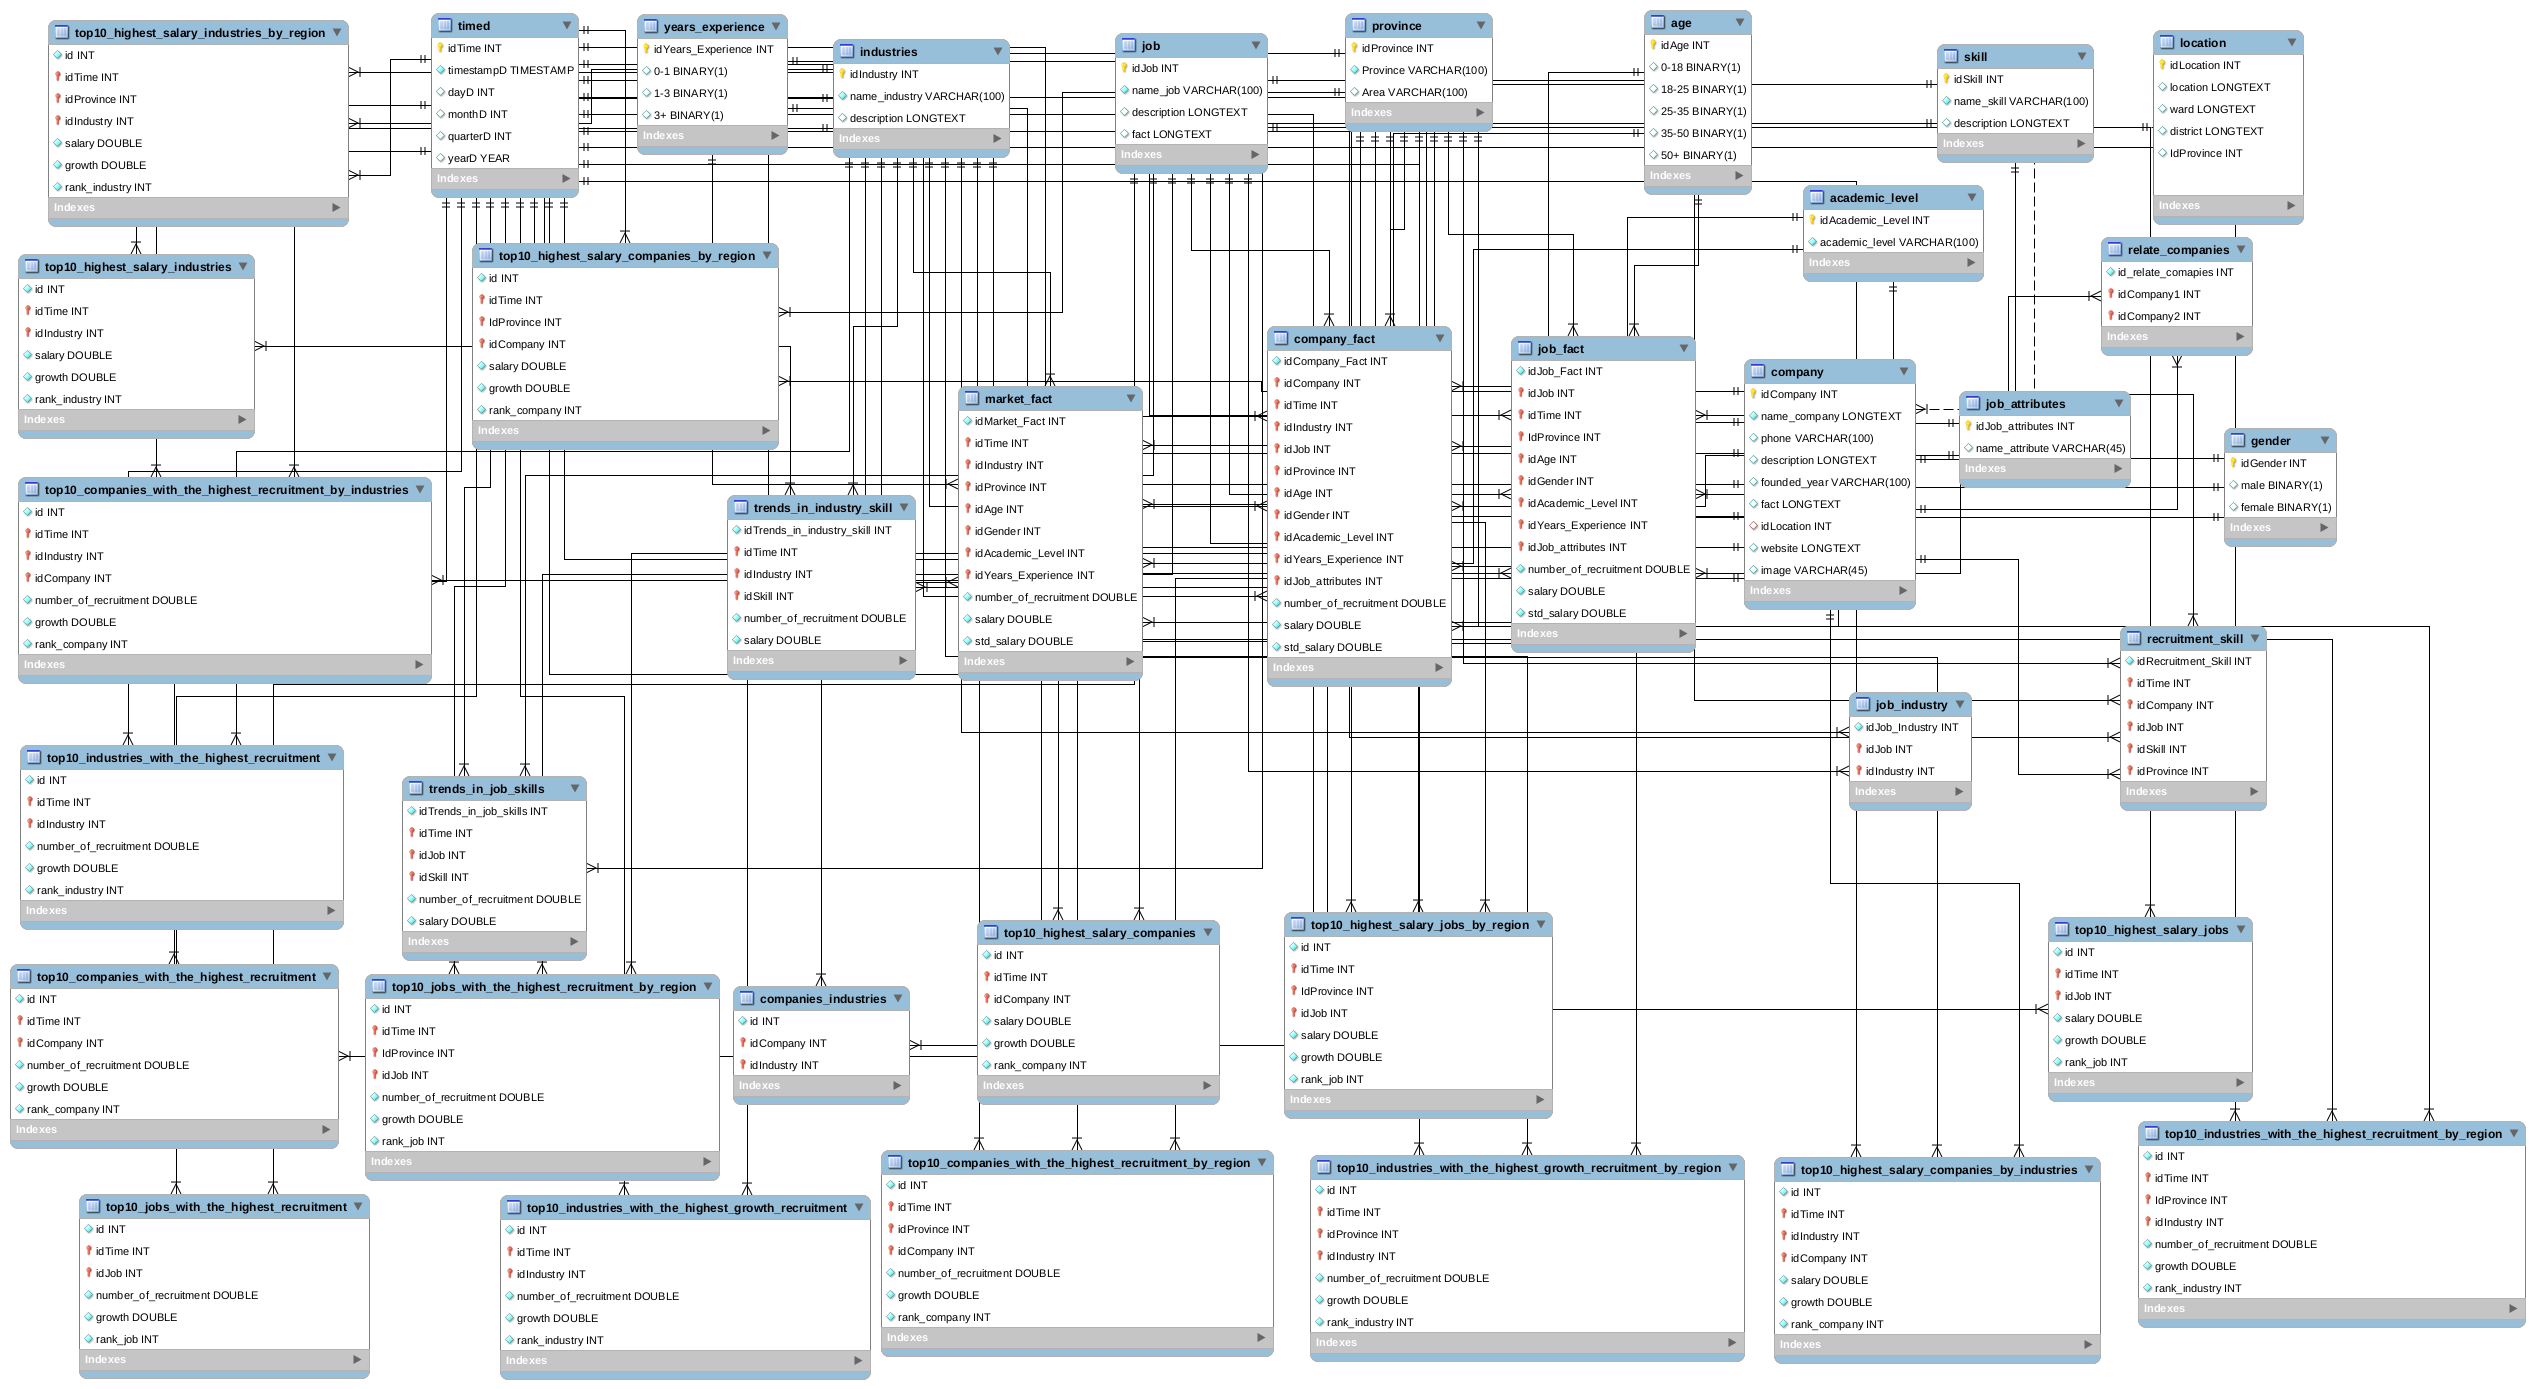 top10_highest_salary_industries_by_region
id INT
idTime INT
idProvince INT
idIndustry INT
salary DOUBLE
growth DOUBLE
rank_industry INT
Indexes
timed
idTime INT
timestampD TIMESTAMP
dayD INT
monthD INT
quarterD INT
yearD YEAR
Indexes
years_experience
idYears_Experience INT
0-1 BINARY(1)
1-3 BINARY(1)
3+ BINARY(1)
Indexes
industries
idIndustry INT
name_industry VARCHAR(100)
description LONGTEXT
Indexes
job
idJob INT
name_job VARCHAR(100)
description LONGTEXT
fact LONGTEXT
Indexes
province
idProvince INT
Province VARCHAR(100)
Area VARCHAR(100)
Indexes
age
idAge INT
0-18 BINARY(1)
18-25 BINARY(1)
25-35 BINARY(1)
35-50 BINARY(1)
50+ BINARY(1)
Indexes
skill
idSkill INT
name_skill VARCHAR(100)
description LONGTEXT
Indexes
location
idLocation INT
location LONGTEXT
ward LONGTEXT
district LONGTEXT
IdProvince INT
Indexes
academic_level
idAcademic_Level INT
academic_level VARCHAR(100)
Indexes
relate_companies
id_relate_comapies INT
idCompany1 INT
idCompany2 INT
Indexes
top10_highest_salary_industries
id INT
idTime INT
idIndustry INT
salary DOUBLE
growth DOUBLE
rank_industry INT
Indexes
top10_highest_salary_companies_by_region
id INT
idTime INT
IdProvince INT
idCompany INT
salary DOUBLE
growth DOUBLE
rank_company INT
Indexes
market_fact
idMarket_Fact INT
idTime INT
idIndustry INT
idProvince INT
idAge INT
idGender INT
idAcademic_Level INT
idYears_Experience INT
number_of_recruitment DOUBLE
salary DOUBLE
std_salary DOUBLE
Indexes
company_fact
idCompany_Fact INT
idCompany INT
idTime INT
idIndustry INT
idJob INT
idProvince INT
idAge INT
idGender INT
idAcademic_Level INT
idYears_Experience INT
idJob_attributes INT
number_of_recruitment DOUBLE
salary DOUBLE
std_salary DOUBLE
Indexes
job_fact
idJob_Fact INT
idJob INT
idTime INT
IdProvince INT
idAge INT
idGender INT
idAcademic_Level INT
idYears_Experience INT
idJob_attributes INT
number_of_recruitment DOUBLE
salary DOUBLE
std_salary DOUBLE
Indexes
company
idCompany INT
name_company LONGTEXT
phone VARCHAR(100)
description LONGTEXT
founded_year VARCHAR(100)
fact LONGTEXT
idLocation INT
website LONGTEXT
image VARCHAR(45)
Indexes
job_attributes
idJob_attributes INT
name_attribute VARCHAR(45)
Indexes
gender
idGender INT
male BINARY(1)
female BINARY(1)
Indexes
top10_companies_with_the_highest_recruitment_by_industries
id INT
idTime INT
idIndustry INT
idCompany INT
number_of_recruitment DOUBLE
growth DOUBLE
rank_company INT
Indexes
trends_in_industry_skill
idTrends_in_industry_skill INT
idTime INT
idIndustry INT
idSkill INT
number_of_recruitment DOUBLE
salary DOUBLE
Indexes
recruitment_skill
idRecruitment_Skill INT
idTime INT
idCompany INT
idJob INT
idSkill INT
idProvince INT
Indexes
job_industry
idJob_Industry INT
idJob INT
idIndustry INT
Indexes
top10_industries_with_the_highest_recruitment
id INT
idTime INT
idIndustry INT
number_of_recruitment DOUBLE
growth DOUBLE
rank_industry INT
Indexes
trends_in_job_skills
idTrends_in_job_skills INT
idTime INT
idJob INT
idSkill INT
number_of_recruitment DOUBLE
salary DOUBLE
Indexes
top10_companies_with_the_highest_recruitment
id INT
idTime INT
idCompany INT
number_of_recruitment DOUBLE
growth DOUBLE
rank_company INT
Indexes
top10_jobs_with_the_highest_recruitment_by_region
id INT
idTime INT
IdProvince INT
idJob INT
number_of_recruitment DOUBLE
growth DOUBLE
rank_job INT
Indexes
companies_industries
id INT
idCompany INT
idIndustry INT
Indexes
top10_highest_salary_companies
id INT
idTime INT
idCompany INT
salary DOUBLE
growth DOUBLE
rank_company INT
Indexes
top10_highest_salary_jobs_by_region
id INT
idTime INT
IdProvince INT
idJob INT
salary DOUBLE
growth DOUBLE
rank_job INT
Indexes
top10_highest_salary_jobs
id INT
idTime INT
idJob INT
salary DOUBLE
growth DOUBLE
rank_job INT
Indexes
top10_jobs_with_the_highest_recruitment
id INT
idTime INT
idJob INT
number_of_recruitment DOUBLE
growth DOUBLE
rank_job INT
Indexes
top10_industries_with_the_highest_growth_recruitment
id INT
idTime INT
idIndustry INT
number_of_recruitment DOUBLE
growth DOUBLE
rank_industry INT
Indexes
top10_companies_with_the_highest_recruitment_by_region
id INT
idTime INT
idProvince INT
idCompany INT
number_of_recruitment DOUBLE
growth DOUBLE
rank_company INT
Indexes
top10_industries_with_the_highest_growth_recruitment_by_region
id INT
idTime INT
idProvince INT
idIndustry INT
number_of_recruitment DOUBLE
growth DOUBLE
rank_industry INT
Indexes
top10_highest_salary_companies_by_industries
id INT
idTime INT
idIndustry INT
idCompany INT
salary DOUBLE
growth DOUBLE
rank_company INT
Indexes
top10_industries_with_the_highest_recruitment_by_region
id INT
idTime INT
IdProvince INT
idIndustry INT
number_of_recruitment DOUBLE
growth DOUBLE
rank_industry INT
Indexes